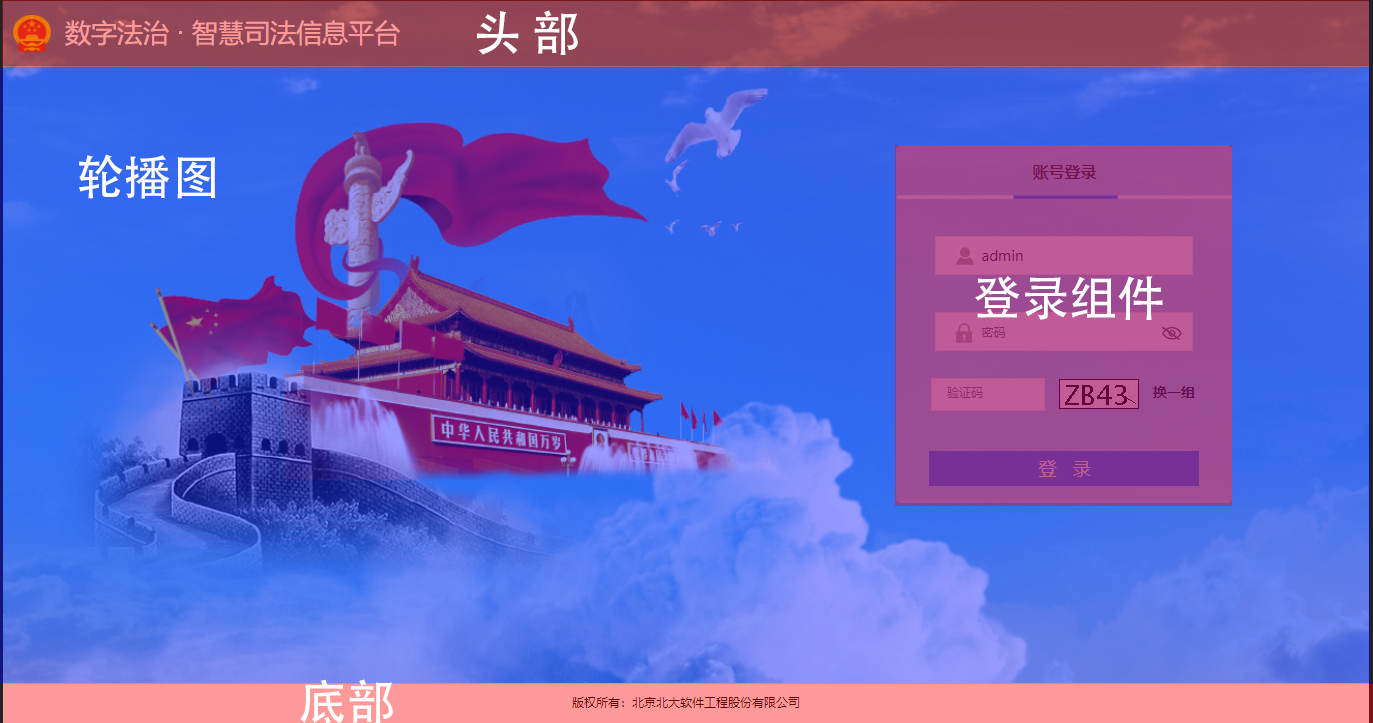 数字法治 · 智慧司法信息平台
头 部
轮播图
账号登录
admin
登录组件
密码
验证码
ZB43
换一组
中华人民共和国万岁
登 录
底部
版权所有：北京北大软件工程股份有限公司